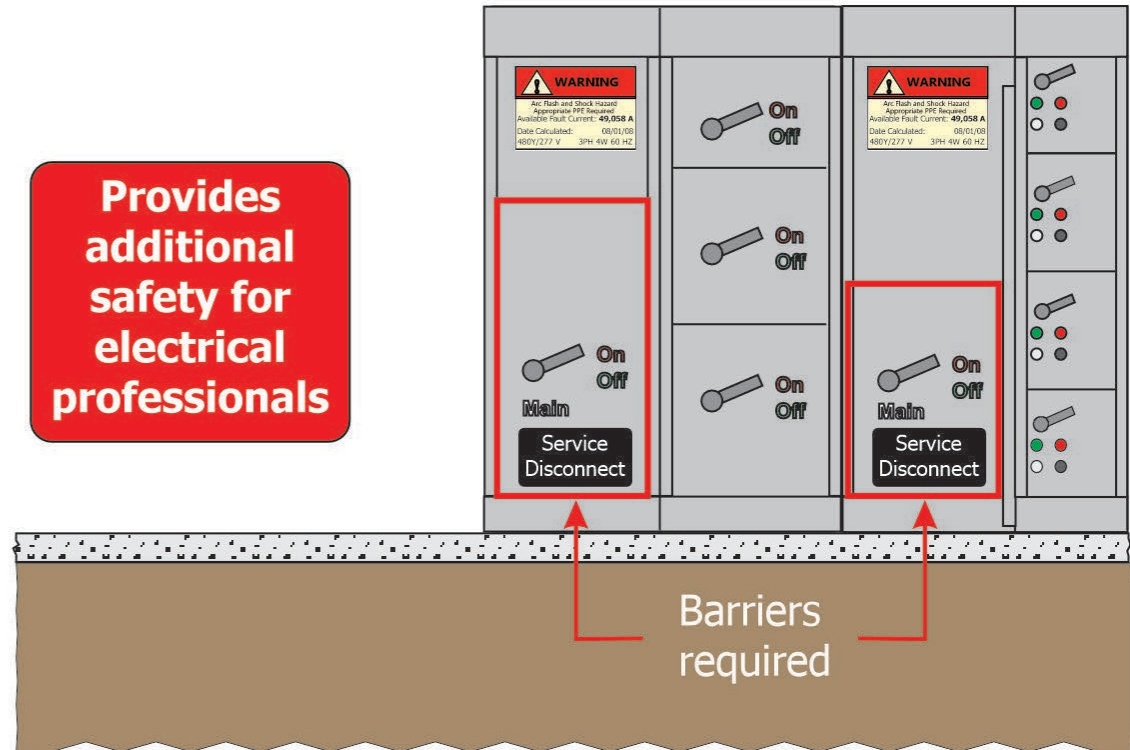 Provides
additional
safety for
electrical
professionals
WARNING
Arc Flash and Shock Hazard
Appropriate PPE Required
Available Fault Current: 49,058 A
Date Calculated: 08/01/08
480Y/277 V 3PH 4W 60 HZ
On
Off
Main
Service
Disconnect
On
Off
On
Off
On
Off
WARNING
Arc Flash and Shock Hazard
Appropriate PPE Required
Available Fault Current: 49,058 A
Date Calculated: 08/01/08
480Y/277 V 3PH 4W 60 HZ
On
Off
Main
Service
Disconnect
Barriers
required